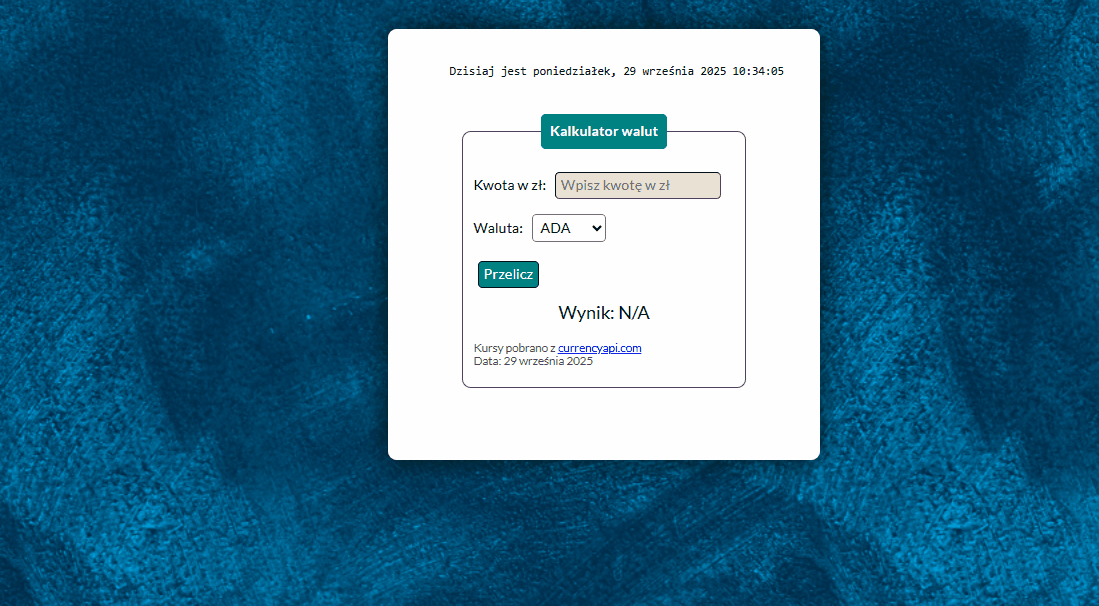 Dzisiaj jest poniedziałek, 29 września 2025 10:34:05
Kalkulator walut
Kwota w zł: Wpisz kwotę w zł
Waluta: ADA
Przelicz
Wynik: N/A
Kursy pobrano z currencyapi.com
Data: 29 września 2025